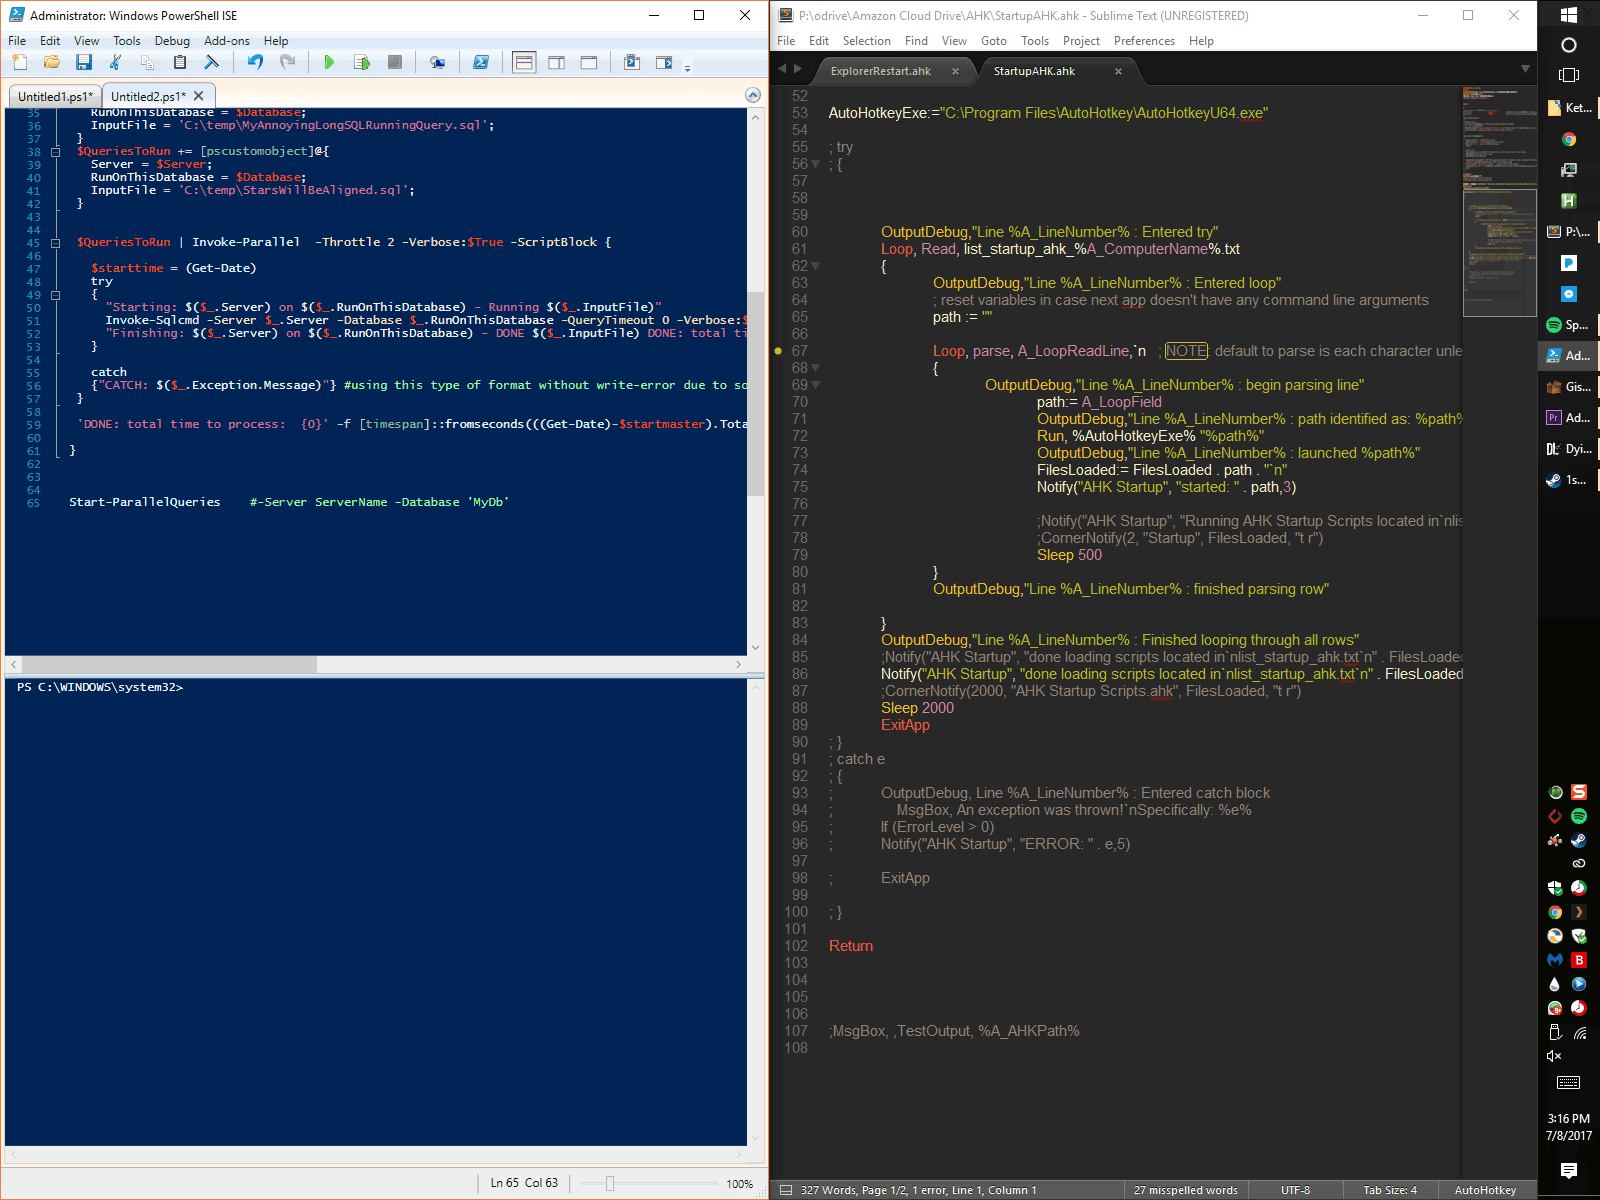 Administrator: Windows PowerShell ISE
File Edit View Tools Debug Add-ons Help
Untitled1.ps1* Untitled2.ps1* X
35 RunOnThisDatabase = $Database;
36 InputFile = 'C:\temp\MyAnnoyingLongSQLRunningQuery.sql';
37 }
38 $QueriesToRun += [pscustomobject]@{
39 Server = $Server;
40 RunOnThisDatabase = $Database;
41 InputFile = 'C:\temp\StarsWillBeAligned.sql';
42 }
43
44
45 $QueriesToRun | Invoke-Parallel -Throttle 2 -Verbose:$True -ScriptBlock {
46
47 $starttime = (Get-Date)
48 try
49 {
50 "Starting: $($_.Server) on $($_.RunOnThisDatabase) - Running $($_.InputFile)"
51 Invoke-Sqlcmd -Server $_.Server -Database $_.RunOnThisDatabase -QueryTimeout 0 -Verbose:$
52 "Finishing: $($_.Server) on $($_.RunOnThisDatabase) - DONE $($_.InputFile) DONE: total ti
53 }
54
55 catch
56 {"CATCH: $($_.Exception.Message)"} #using this type of format without write-error due to so
57 }
58
59 'DONE: total time to process: {0}' -f [timespan]::fromseconds(((Get-Date)-$startmaster).Tota
60
61 }
62
63
64
65 Start-ParallelQueries #-Server ServerName -Database 'MyDb'
PS C:\WINDOWS\system32>
Ln 65 Col 63 100%
P:\odrive\Amazon Cloud Drive\AHK\StartupAHK.ahk - Sublime Text (UNREGISTERED)
File Edit Selection Find View Goto Tools Project Preferences Help
ExplorerRestart.ahk × StartupAHK.ahk ×
52
53 AutoHotkeyExe:="C:\Program Files\AutoHotkey\AutoHotkeyU64.exe"
54
55 ; try
56 ; {
57
58
59
60 OutputDebug,"Line %A_LineNumber% : Entered try"
61 Loop, Read, list_startup_ahk_%A_ComputerName%.txt
62 {
63 OutputDebug,"Line %A_LineNumber% : Entered loop"
64 ; reset variables in case next app doesn't have any command line arguments
65 path := ""
66
67 Loop, parse, A_LoopReadLine,`n ; NOTE: default to parse is each character unle
68 {
69 OutputDebug,"Line %A_LineNumber% : begin parsing line"
70 path:= A_LoopField
71 OutputDebug,"Line %A_LineNumber% : path identified as: %path%
72 Run, %AutoHotkeyExe% "%path%"
73 OutputDebug,"Line %A_LineNumber% : launched %path%"
74 FilesLoaded:= FilesLoaded . path . "`n"
75 Notify("AHK Startup", "started: " . path,3)
76
77 ;Notify("AHK Startup", "Running AHK Startup Scripts located in`nlis
78 ;CornerNotify(2, "Startup", FilesLoaded, "t r")
79 Sleep 500
80 }
81 OutputDebug,"Line %A_LineNumber% : finished parsing row"
82
83 }
84 OutputDebug,"Line %A_LineNumber% : Finished looping through all rows"
85 ;Notify("AHK Startup", "done loading scripts located in`nlist_startup_ahk.txt`n" . FilesLoaded
86 Notify("AHK Startup", "done loading scripts located in`nlist_startup_ahk.txt`n" . FilesLoaded
87 ;CornerNotify(2000, "AHK Startup Scripts.ahk", FilesLoaded, "t r")
88 Sleep 2000
89 ExitApp
90 ; }
91 ; catch e
92 ; {
93 ; OutputDebug, Line %A_LineNumber% : Entered catch block
94 ; MsgBox, An exception was thrown!`nSpecifically: %e%
95 ; If (ErrorLevel > 0)
96 ; Notify("AHK Startup", "ERROR: " . e,5)
97
98 ; ExitApp
99
100 ; }
101
102 Return
103
104
105
106
107 ;MsgBox, ,TestOutput, %A_AHKPath%
108
327 Words, Page 1/2, 1 error, Line 1, Column 1 27 misspelled words UTF-8 Tab Size: 4 AutoHotkey
Ket...
P:\...
Sp...
Ad...
Gis...
Ad...
Dyi...
1s...
3:16 PM
7/8/2017